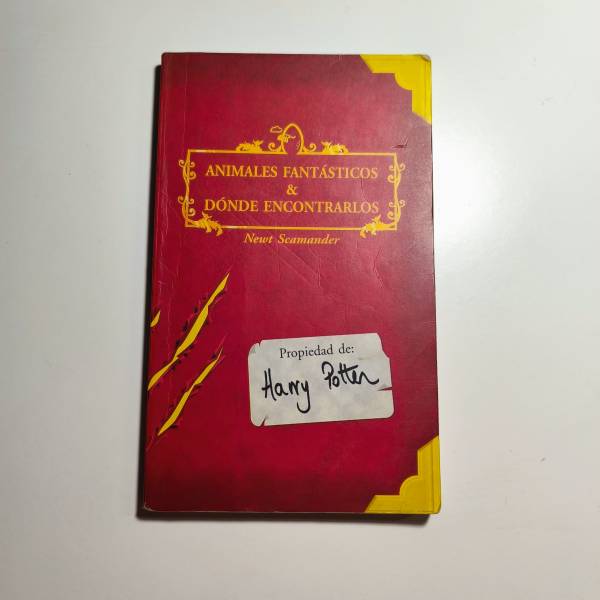 ANIMALES FANTÁSTICOS
&
DÓNDE ENCONTRARLOS
Newt Scamander
Propiedad de:
Harry Potter